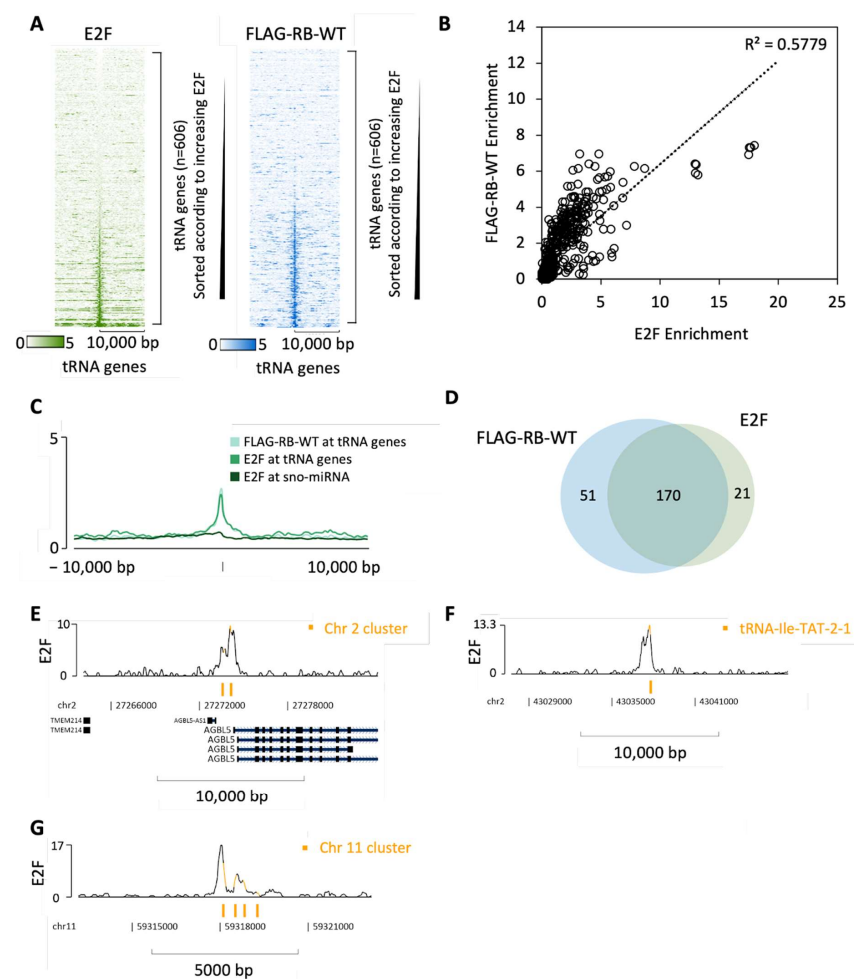 A
E2F
FLAG-RB-WT
tRNA genes (n=606)
Sorted according to increasing E2F
tRNA genes (n=606)
Sorted according to increasing E2F
0 5 10,000 bp
tRNA genes
0 5 10,000 bp
tRNA genes
B
R² = 0.5779
FLAG-RB-WT Enrichment
14
12
10
8
6
4
2
0
0 5 10 15 20 25
E2F Enrichment
C
5
0
FLAG-RB-WT at tRNA genes
E2F at tRNA genes
E2F at sno-miRNA
– 10,000 bp 10,000 bp
D
FLAG-RB-WT
E2F
51 170 21
E
10
0
E2F
Chr 2 cluster
chr2 | 27266000 | 27272000 | 27278000
TMEM214
TMEM214
AGBL5-AS1
AGBL5
AGBL5
AGBL5
AGBL5
10,000 bp
F
13.3
0
E2F
tRNA-Ile-TAT-2-1
chr2 | 43029000 | 43035000 | 43041000
10,000 bp
G
17
0
E2F
Chr 11 cluster
chr11 | 59315000 | 59318000 | 59321000
5000 bp